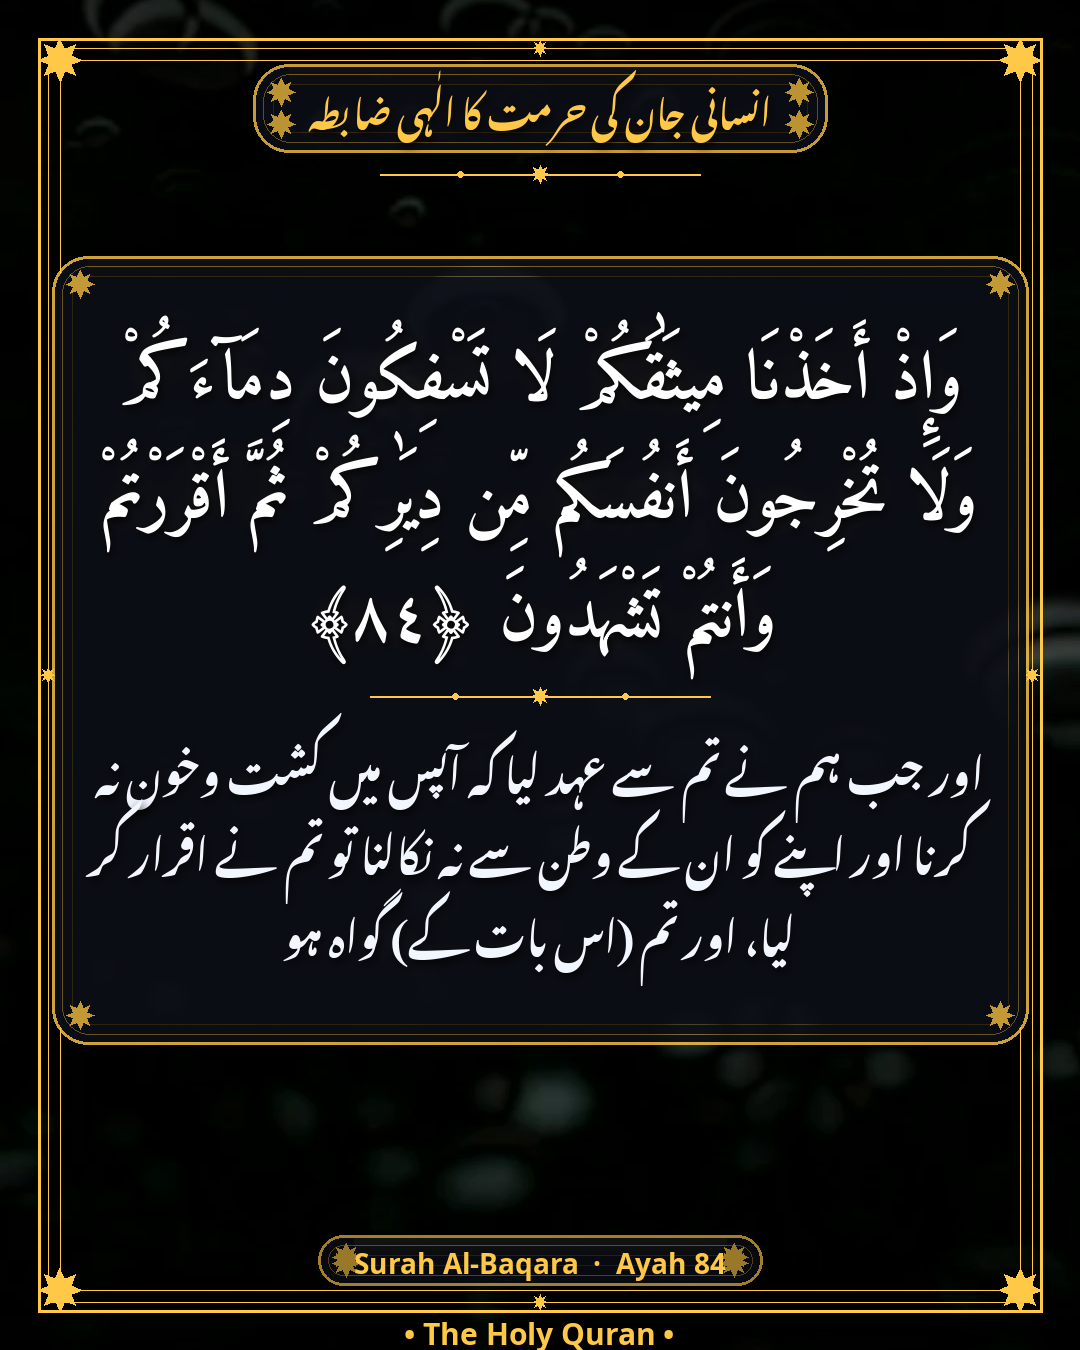 انسانی جان کی حرمت کا الٰہی ضابطہ
وَإِذْ أَخَذْنَا مِيثَٰقَكُمْ لَا تَسْفِكُونَ دِمَآءَكُمْ
وَلَا تُخْرِجُونَ أَنفُسَكُم مِّن دِيَٰرِكُمْ ثُمَّ أَقْرَرْتُمْ
وَأَنتُمْ تَشْهَدُونَ ﴿٨٤﴾
اور جب ہم نے تم سے عہد لیا کہ آپس میں کشت وخون نہ
کرنا اور اپنے کو ان کے وطن سے نہ نکالنا تو تم نے اقرار کر
لیا، اور تم (اس بات کے) گواہ ہو
Surah Al-Baqara · Ayah 84
• The Holy Quran •